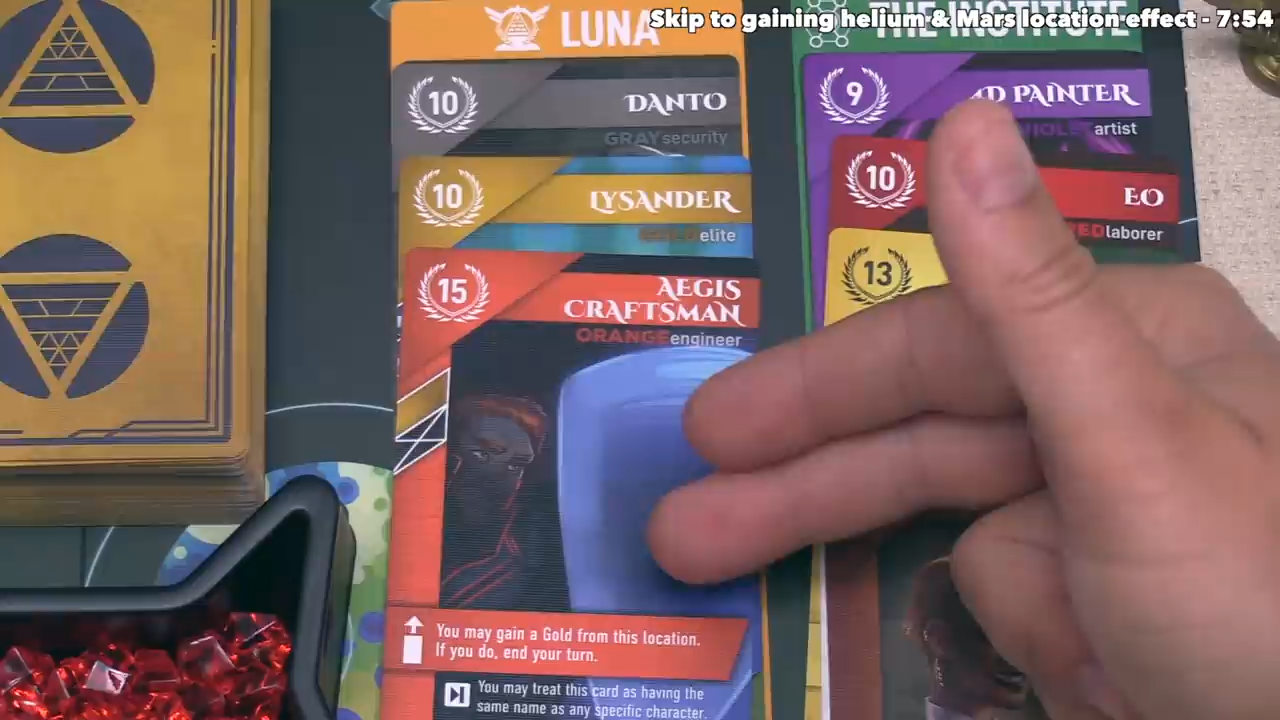 Skip to gaining helium & Mars location effect - 7:54
LUNA
10
DANTO
GRAY security
10
LYSANDER
GOLD elite
15
AEGIS
CRAFTSMAN
ORANGE engineer
You may gain a Gold from this location.
If you do, end your turn.
You may treat this card as having the
same name as any specific character.
THE INSTITUTE
9
PAINTER
VIOLET artist
10
EO
RED laborer
13